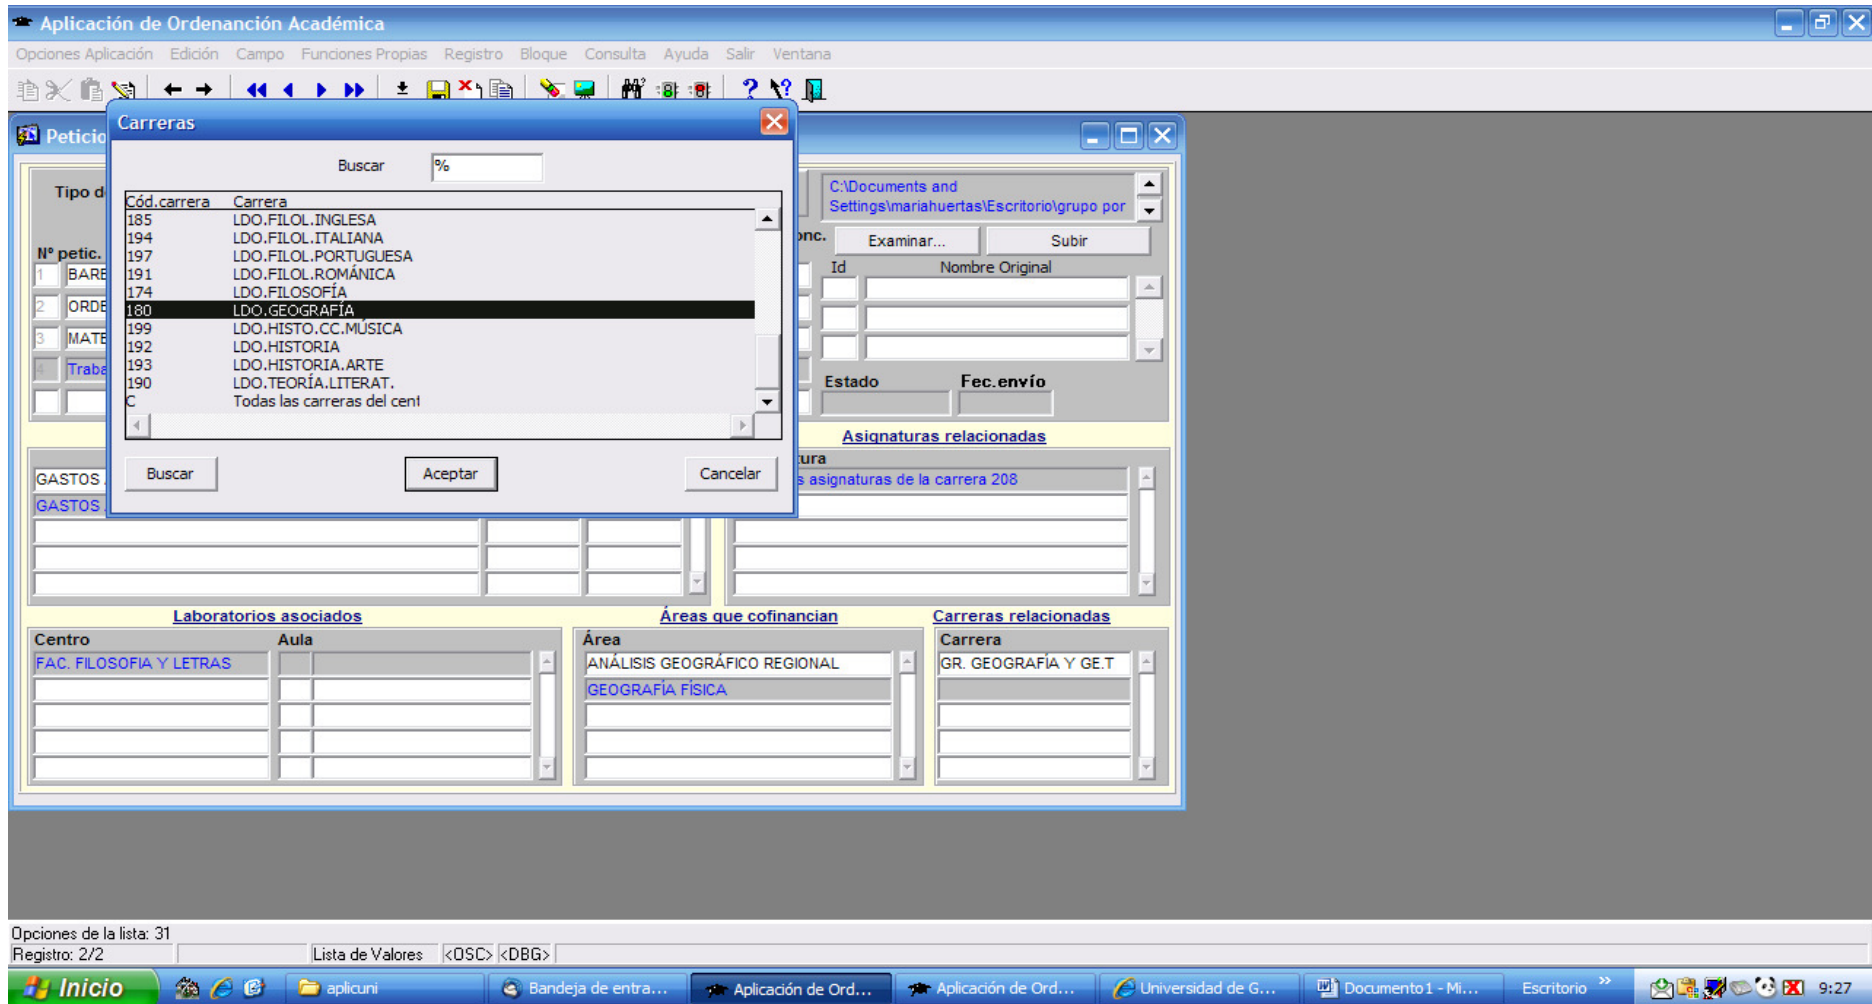 Aplicación de Ordenanción Académica
Opciones Aplicación Edición Campo Funciones Propias Registro Bloque Consulta Ayuda Salir Ventana
Peticio
Carreras
Buscar %
Cód.carrera Carrera
185 LDO.FILOL.INGLESA
194 LDO.FILOL.ITALIANA
197 LDO.FILOL.PORTUGUESA
191 LDO.FILOL.ROMÁNICA
174 LDO.FILOSOFÍA
180 LDO.GEOGRAFÍA
199 LDO.HISTO.CC.MÚSICA
192 LDO.HISTORIA
193 LDO.HISTORIA.ARTE
190 LDO.TEORÍA.LITERAT.
C Todas las carreras del cent
Buscar Aceptar Cancelar
Tipo d
Nº petic.
1 BARE
2 ORDE
3 MATE
4 Traba
C:\Documents and
Settings\mariahuertas\Escritorio\grupo por
onc. Examinar... Subir
Id Nombre Original
Estado Fec.envío
Asignaturas relacionadas
tura
s asignaturas de la carrera 208
GASTOS
GASTOS
Laboratorios asociados
Centro Aula
FAC. FILOSOFIA Y LETRAS
Áreas que cofinancian
Área
ANÁLISIS GEOGRÁFICO REGIONAL
GEOGRAFÍA FÍSICA
Carreras relacionadas
Carrera
GR. GEOGRAFÍA Y GE.T
Opciones de la lista: 31
Registro: 2/2 Lista de Valores <OSC> <DBG>
Inicio aplicuni Bandeja de entra... Aplicación de Ord... Aplicación de Ord... Universidad de G... Documento1 - Mi... Escritorio » 9:27